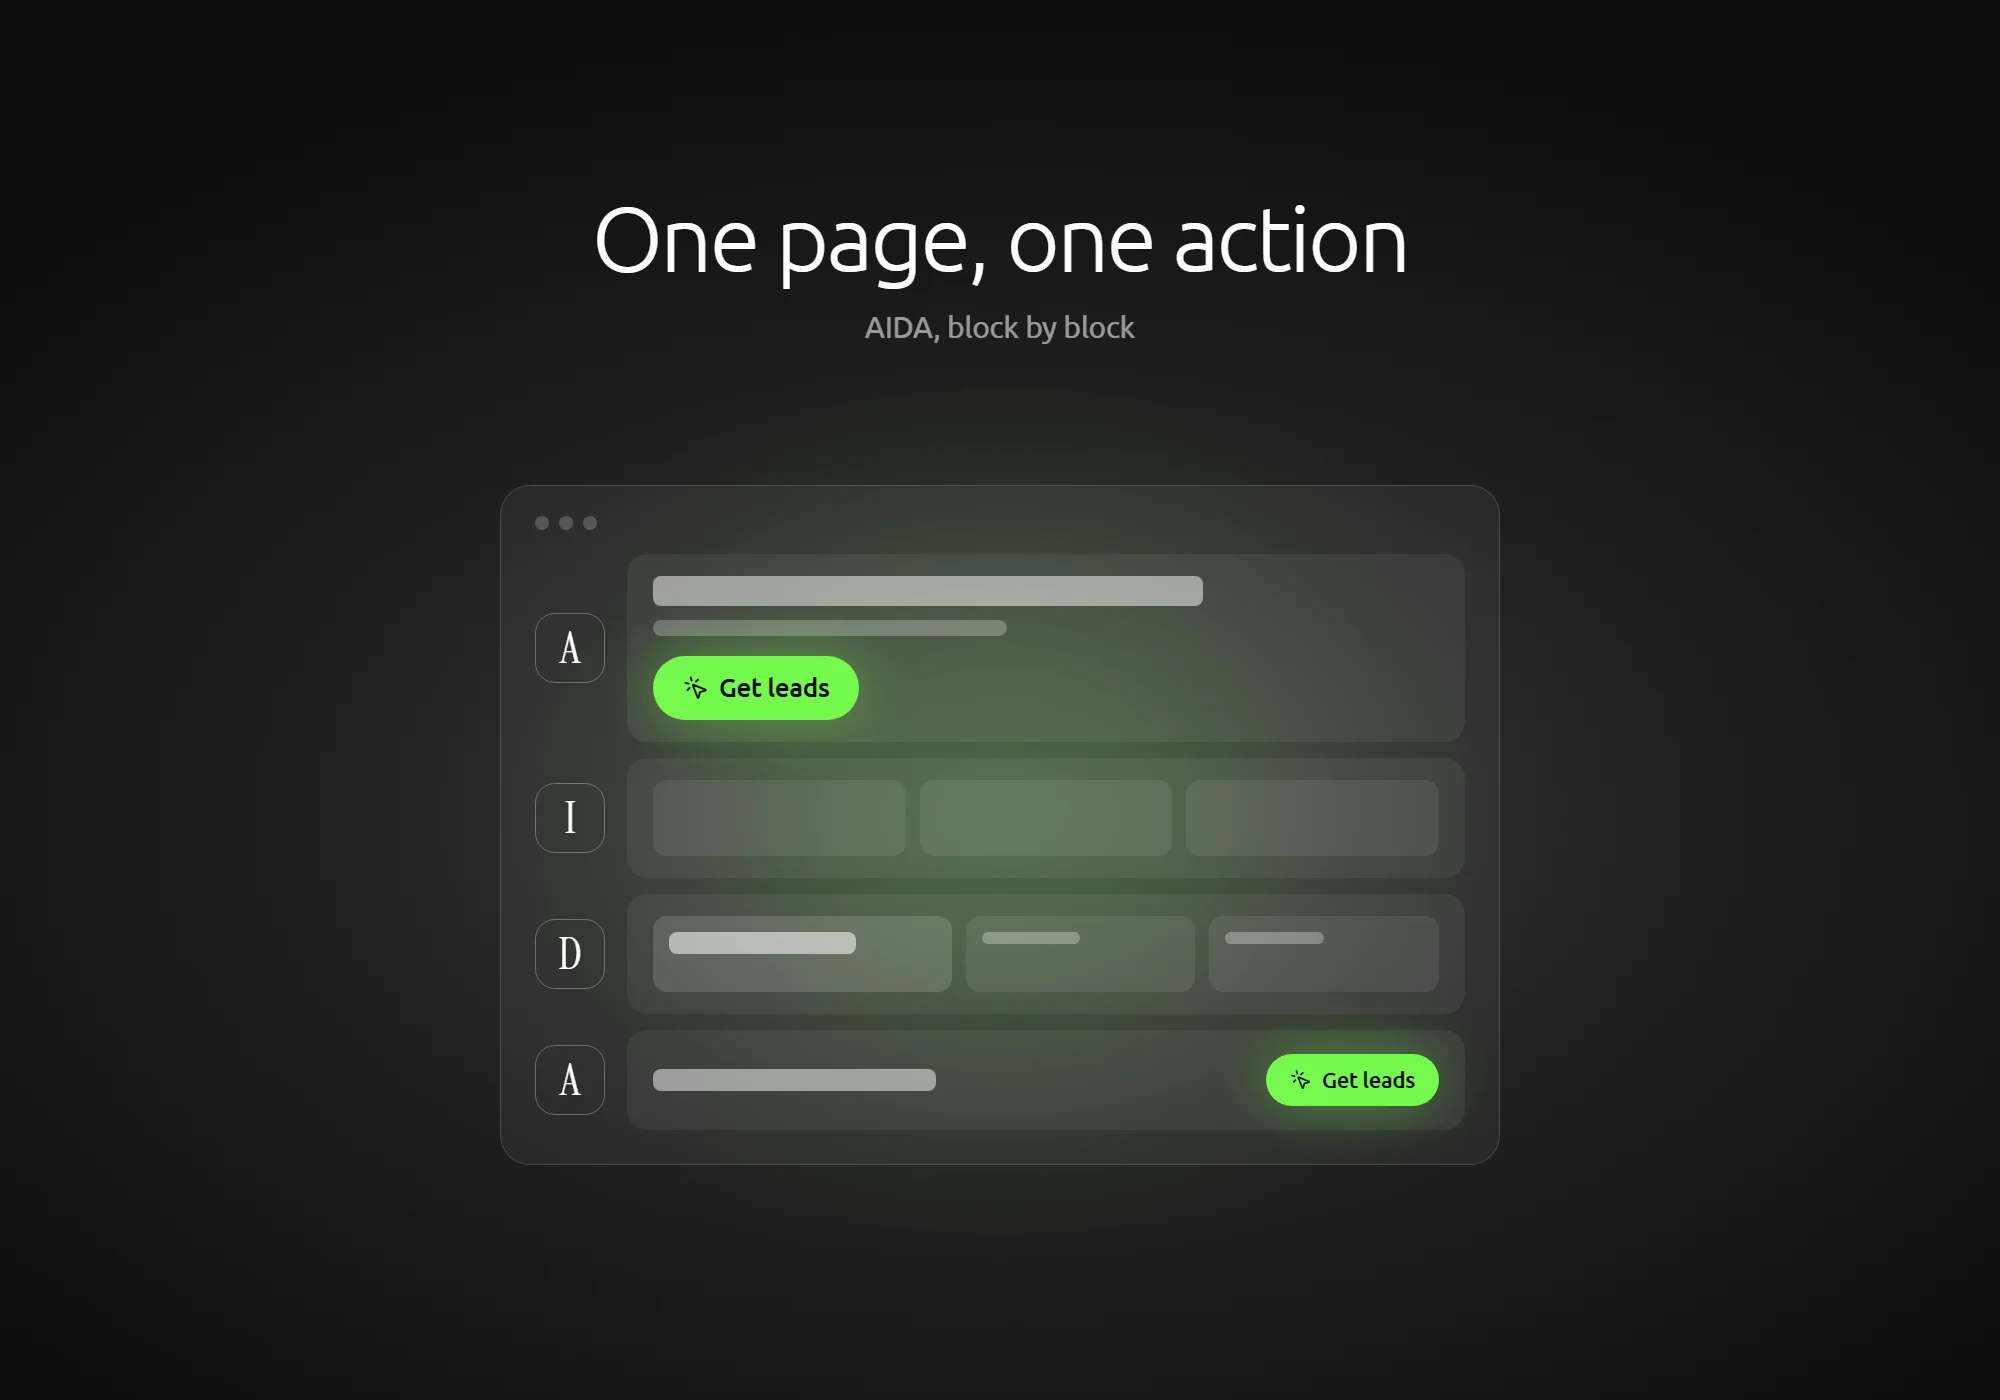 One page, one action
AIDA, block by block
A
Get leads
I
D
A
Get leads